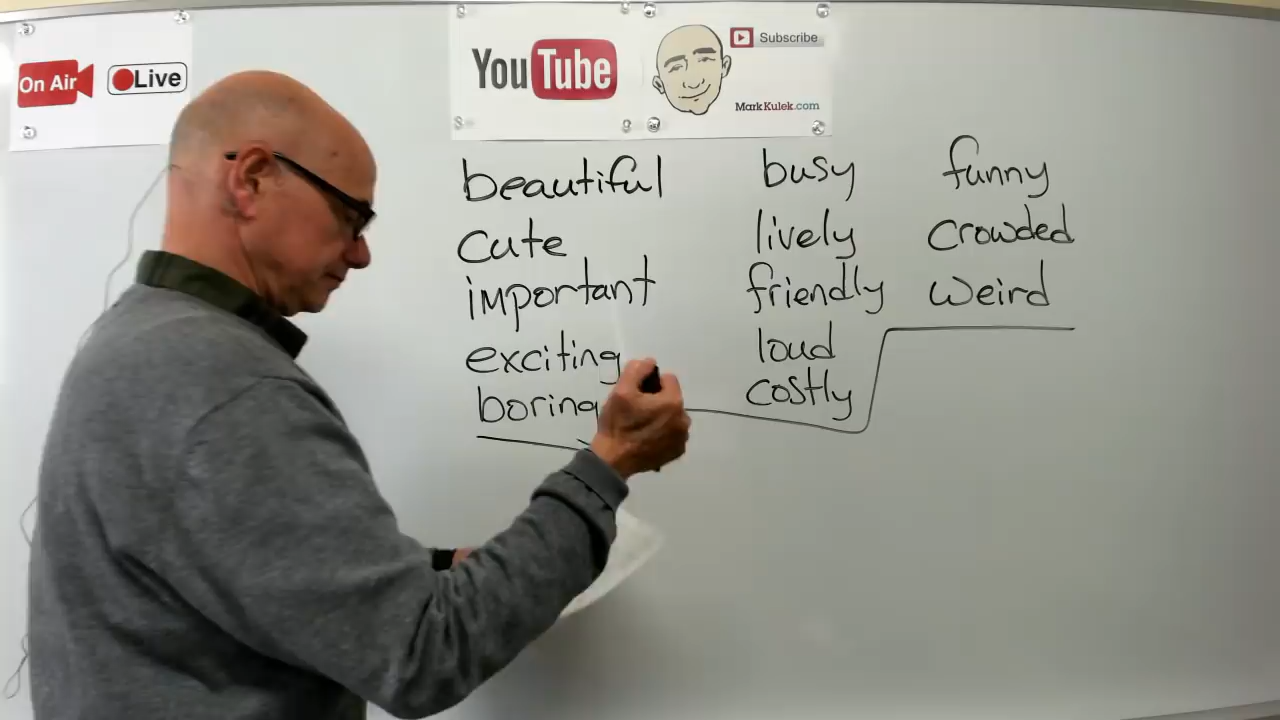 On Air
Live
YouTube
Subscribe
MarkKulek.com
beautiful
cute
important
exciting
boring
busy
lively
friendly
loud
costly
funny
crowded
weird